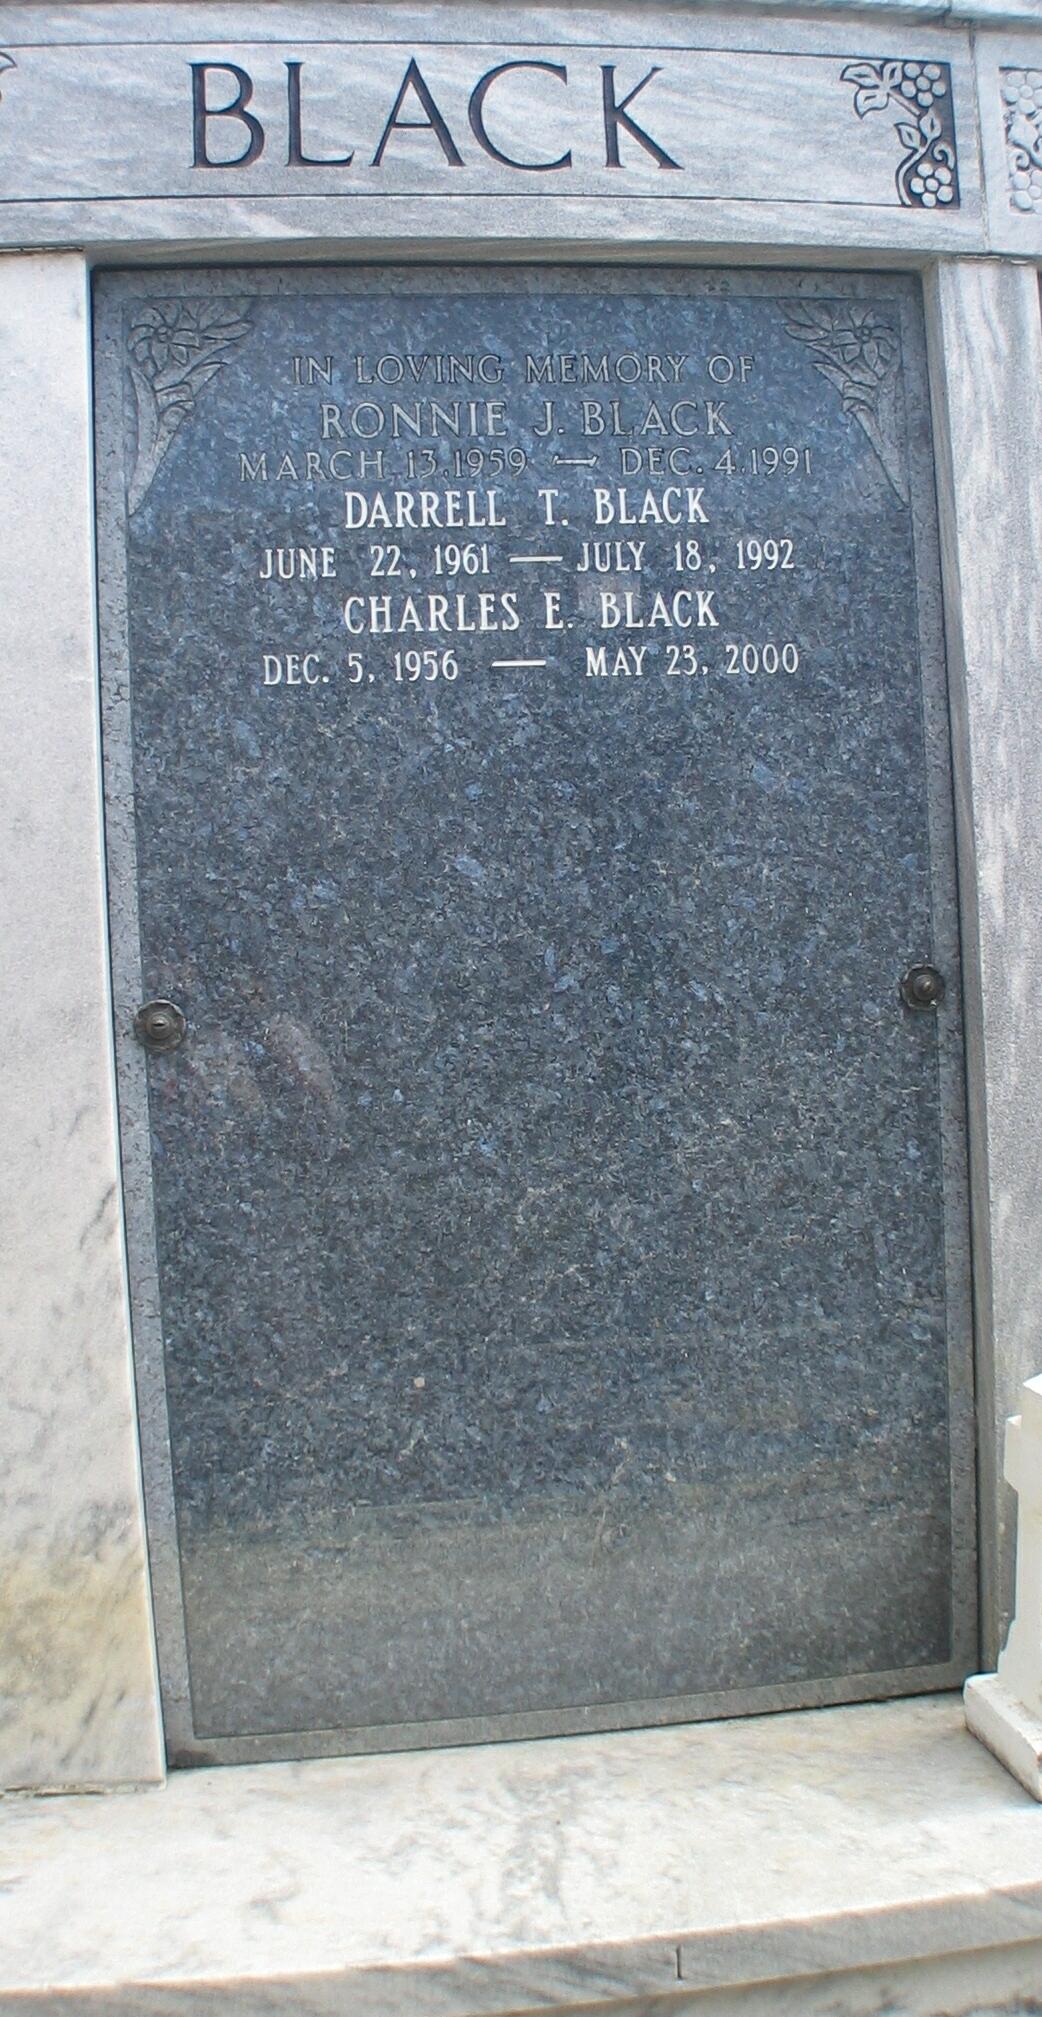 BLACK
IN LOVING MEMORY OF
RONNIE J. BLACK
MARCH 13, 1959 — DEC. 4, 1991
DARRELL T. BLACK
JUNE 22, 1961 — JULY 18, 1992
CHARLES E. BLACK
DEC. 5, 1956 — MAY 23, 2000